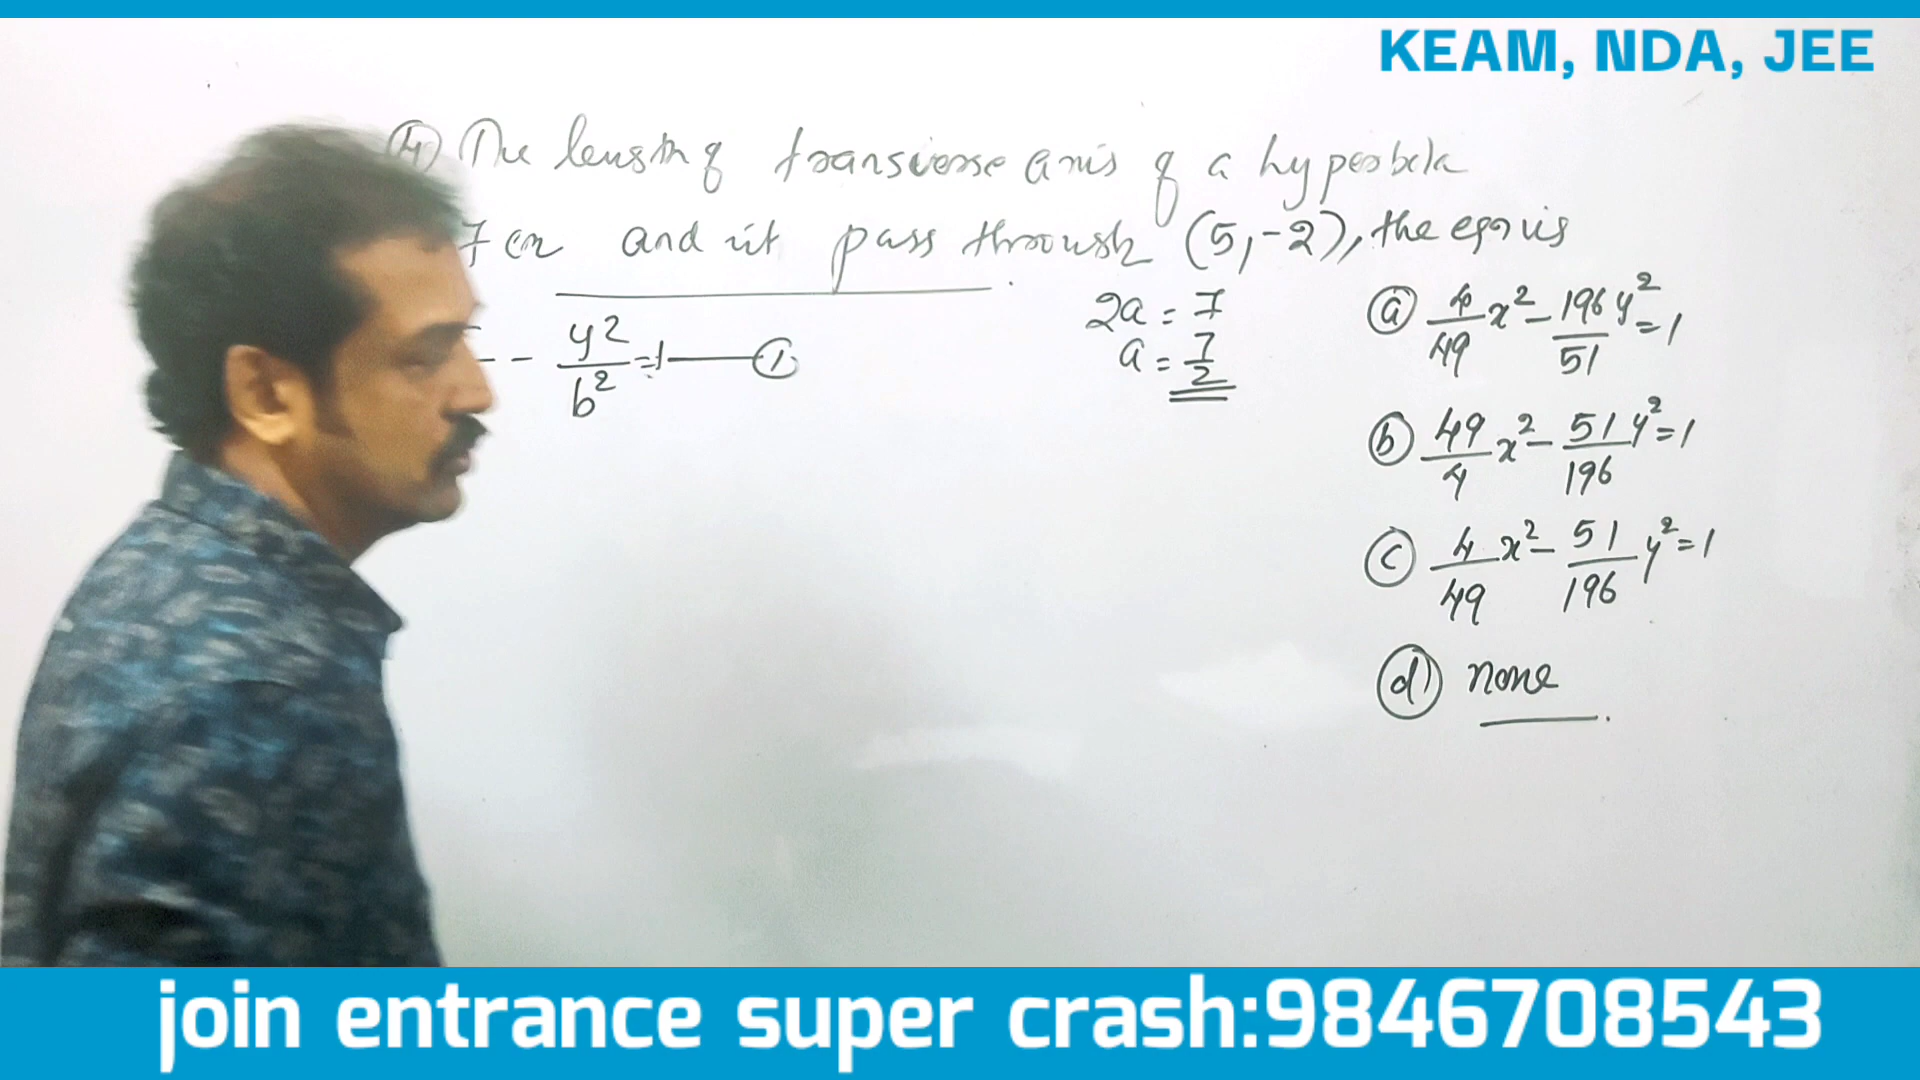 KEAM, NDA, JEE
④ The length of transverse axis of a hyperbola
7 cm and it pass through (5,-2), the eqn is
- - y²/b² = 1 — ①
2a = 7
a = 7/2
ⓐ 4/49 x² - 196/51 y² = 1
ⓑ 49/4 x² - 51/196 y² = 1
ⓒ 4/49 x² - 51/196 y² = 1
ⓓ none
join entrance super crash:9846708543